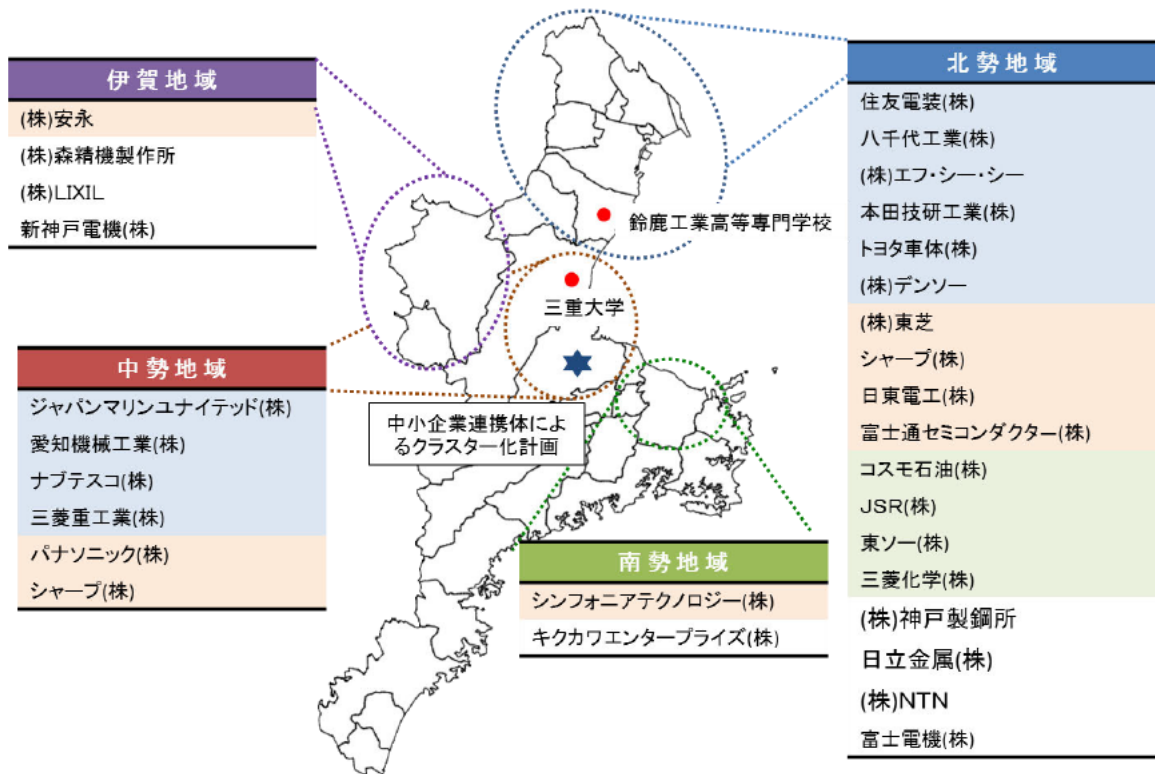 伊賀地域
(株)安永
(株)森精機製作所
(株)LIXIL
新神戸電機(株)
北勢地域
住友電装(株)
八千代工業(株)
(株)エフ・シー・シー
本田技研工業(株)
トヨタ車体(株)
(株)デンソー
(株)東芝
シャープ(株)
日東電工(株)
富士通セミコンダクター(株)
コスモ石油(株)
JSR(株)
東ソー(株)
三菱化学(株)
(株)神戸製鋼所
日立金属(株)
(株)NTN
富士電機(株)
鈴鹿工業高等専門学校
三重大学
中勢地域
ジャパンマリンユナイテッド(株)
愛知機械工業(株)
ナブテスコ(株)
三菱重工業(株)
パナソニック(株)
シャープ(株)
中小企業連携体によ
るクラスター化計画
南勢地域
シンフォニアテクノロジー(株)
キクカワエンタープライズ(株)